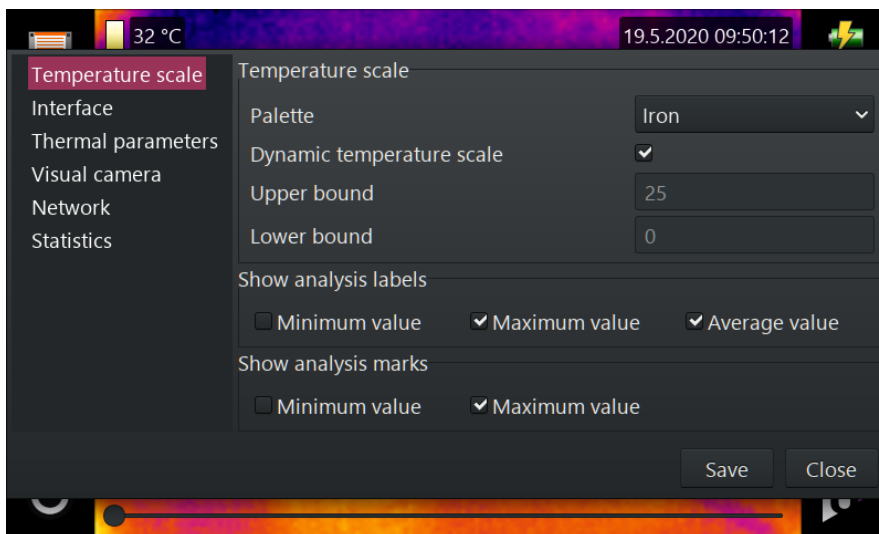 32 °C 19.5.2020 09:50:12
Temperature scale
Interface
Thermal parameters
Visual camera
Network
Statistics
Temperature scale
Palette Iron
Dynamic temperature scale
Upper bound 25
Lower bound 0
Show analysis labels
Minimum value Maximum value Average value
Show analysis marks
Minimum value Maximum value
Save Close